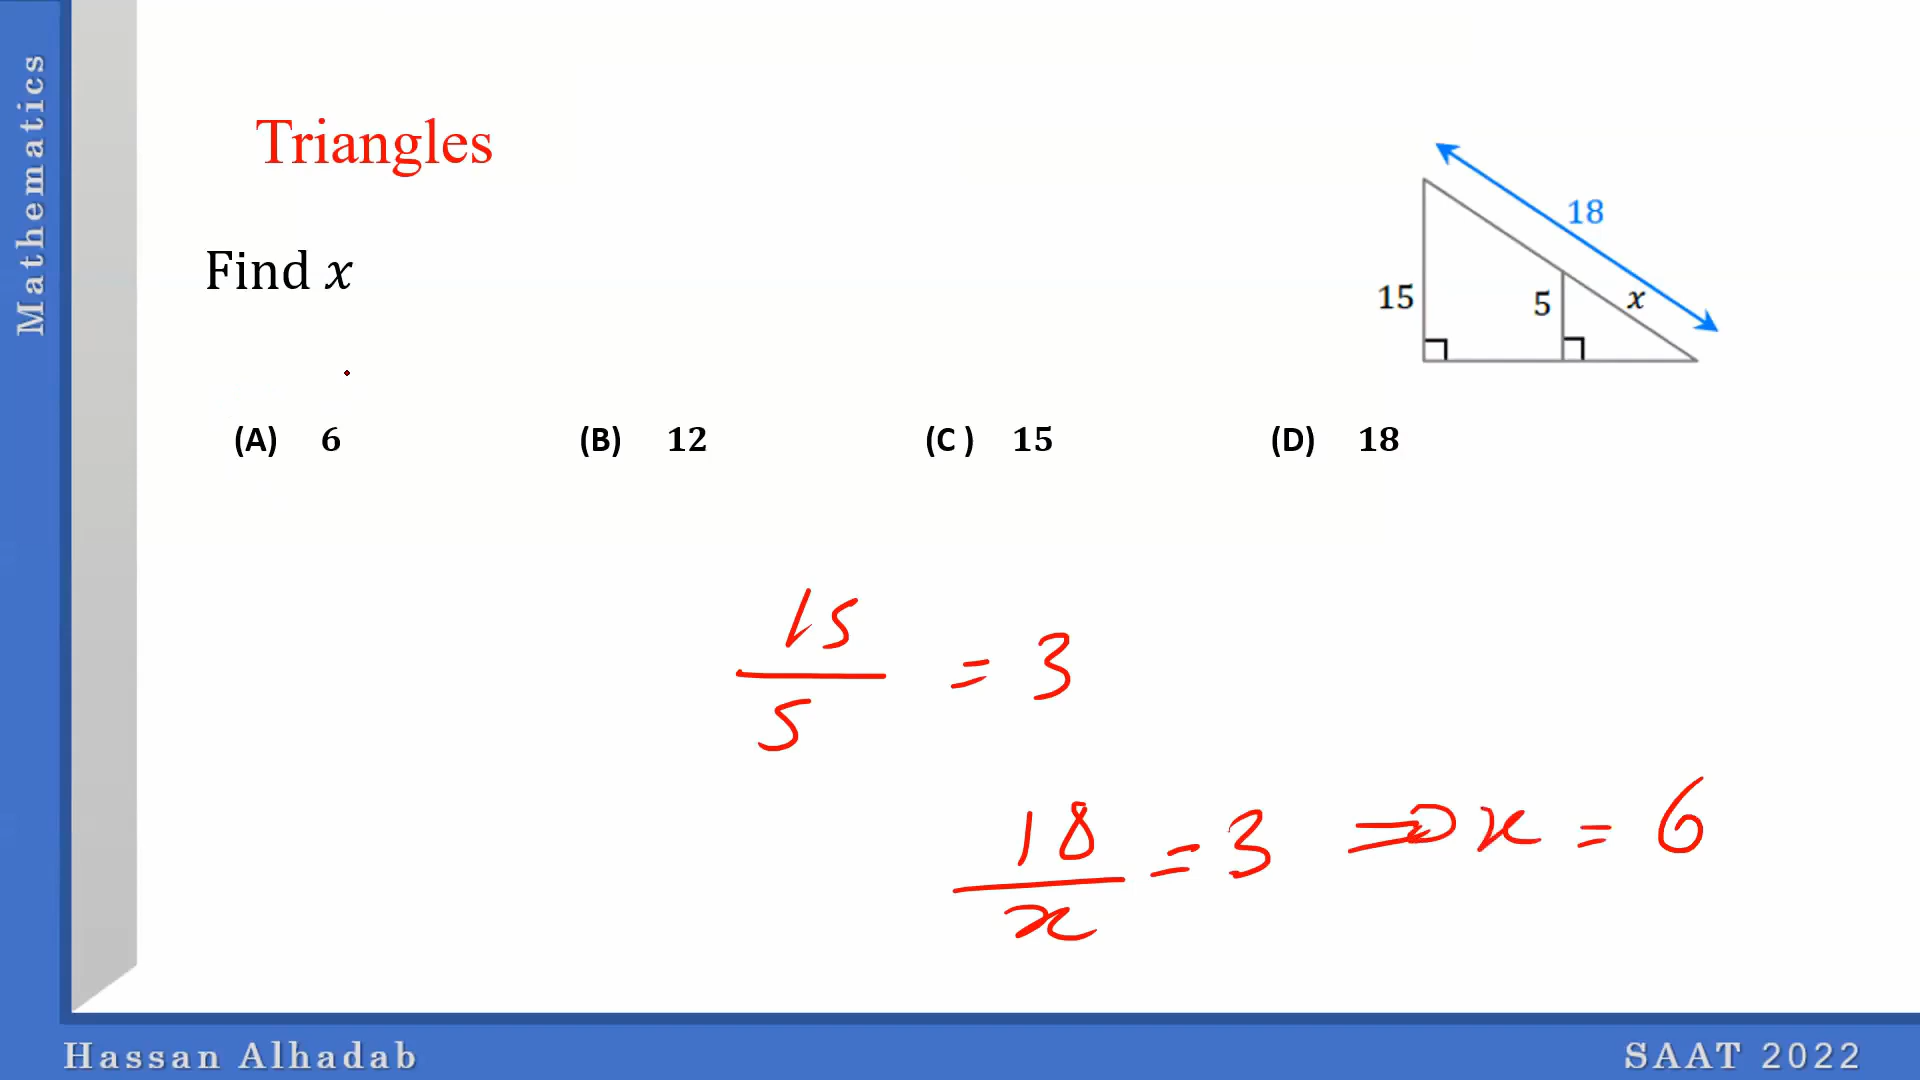 Mathematics
Triangles
Find x
18
15
5
x
(A) 6 (B) 12 (C ) 15 (D) 18
15/5 = 3
18/x = 3 ⇒ x = 6
Hassan Alhadab
SAAT 2022